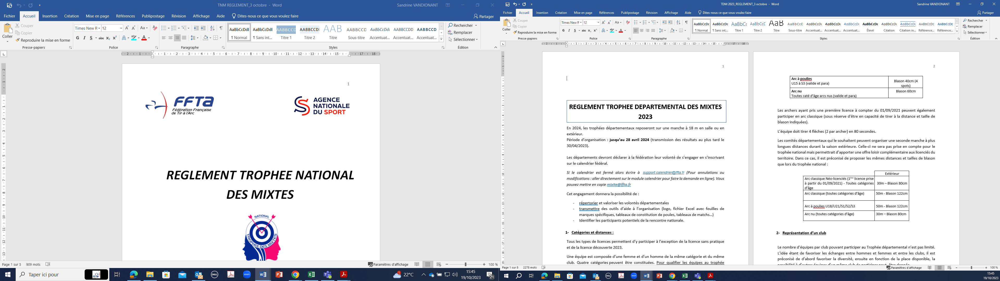 TNM REGLEMENT_3 octobre - Word
Sandrine VANDIONANT
Fichier Accueil Insertion Création Mise en page Références Publipostage Révision Affichage Aide Dites-nous ce que vous voulez faire Partager
Coller
Couper
Copier
Reproduire la mise en forme
Presse-papiers
Times New R 12
G I S abc x₂ x²
Police
Paragraphe
AaBbCcDdE AaBbCcDdE AABBCCD AABBCCDI AAB AABBCCD AaBbCcDdI AABBCCDD AABBCCD
¶ Normal ¶ Sans int... Titre 1 Titre 2 Titre Sous-titre Accentuat... Accentuat... Accentuat...
Styles
Rechercher
Remplacer
Sélectionner
Édition
1
FFTA
Fédération Française
de Tir à l'Arc
AGENCE
NATIONALE
DU SPORT
REGLEMENT TROPHEE NATIONAL
DES MIXTES
NATIONAL
TROPHEE DES MIXTES
Page 1 sur 5 909 mots
Paramètres d'affichage
100 %
Taper ici pour
22°C
15:45
19/10/2023
21
TDM 2023_REGLEMENT_3 octobre - Word
Sandrine VANDIONANT
Fichier Accueil Insertion Création Mise en page Références Publipostage Révision Affichage Aide Dites-nous ce que vous voulez faire Partager
Coller
Couper
Copier
Reproduire la mise en forme
Presse-papiers
Times New R 12
G I S abc x₂ x²
Police
Paragraphe
¶ Normal ¶ Sans int... Titre 1 Titre 2 Titre Sous-titre Accentuat... Accentuat... Accentuat... Élevé Citation Citation in... Référence... Référence...
Styles
Rechercher
Remplacer
Sélectionner
Édition
1
REGLEMENT TROPHEE DEPARTEMENTAL DES MIXTES
2023
En 2024, les trophées départementaux reposeront sur une manche à 18 m en salle ou en
extérieur.
Période d'organisation : jusqu'au 28 avril 2024 (transmission des résultats au plus tard le
30/04/2023).
Les départements devront déclarer à la fédération leur volonté de s'engager en s'inscrivant
sur le calendrier fédéral.
Si le calendrier est fermé alors écrire à support.calendrier@ffta.fr (Pour annulations ou
modifications : aller directement sur le module calendrier pour faire la demande en ligne). Vous
pouvez mettre en copie mixite@ffta.fr
Cet engagement donnera la possibilité de :
- répertorier et valoriser les volontés départementales
- transmettre des outils d'aide à l'organisation (logo, fichier Excel avec feuilles de
marques spécifiques, tableaux de constitution de poules, tableaux de matchs...)
- Identifier les participants potentiels de la rencontre nationale.
1- Catégories et distances :
Tous les types de licences permettent d'y participer à l'exception de la licence sans pratique
et de la licence découverte 2023.
Une équipe est composée d'une femme et d'un homme de la même catégorie et du même
club. Quatre catégories peuvent être constituées. Pour qualifier les équipes au trophée
2
Arc à poulies
U15 à S3 (valide et para)
Blason 40cm (4
spots)
Arc nu
Toutes caté d'âge arcs nus (valide et para)
Blason 60cm
Les archers ayant pris une première licence à compter du 01/09/2021 peuvent également
participer en arc classique (sous réserve d'être en capacité de tirer à la distance et taille de
blason indiquées).
L'équipe doit tirer 4 flèches (2 par archer) en 80 secondes.
Les comités départementaux qui le souhaitent peuvent organiser une seconde manche à plus
longues distances durant la saison extérieure. Celle-ci ne sera pas prise en compte pour le
trophée national mais permettrait d'apporter une offre loisir complémentaire aux licenciés du
territoire. Dans ce cas, il est préconisé de proposer les mêmes distances et tailles de blason
que lors du trophée national :
Extérieur
Arc classique Néo-licenciés (1ère licence prise
à partir du 01/09/2021) - Toutes catégories
d'âge
30m – Blason 80cm
Arc classique (toutes catégories d'âge) 50m - Blason 122cm
Arc à poulies U18/U21/S1/S2/S3 50m - Blason 122cm
Arc nu (toutes catégories d'âge) 30m – Blason 80cm
2- Représentation d'un club
Le nombre d'équipes par club pouvant participer au Trophée départemental n'est pas limité.
L'idée étant de favoriser les échanges entre hommes et femmes et entre les clubs, il est
préconisé de d'abord favoriser la diversité, ensuite en fonction de la place disponible, la
Page 1 sur 8 2278 mots
Paramètres d'affichage
100 %
15:45
19/10/2023